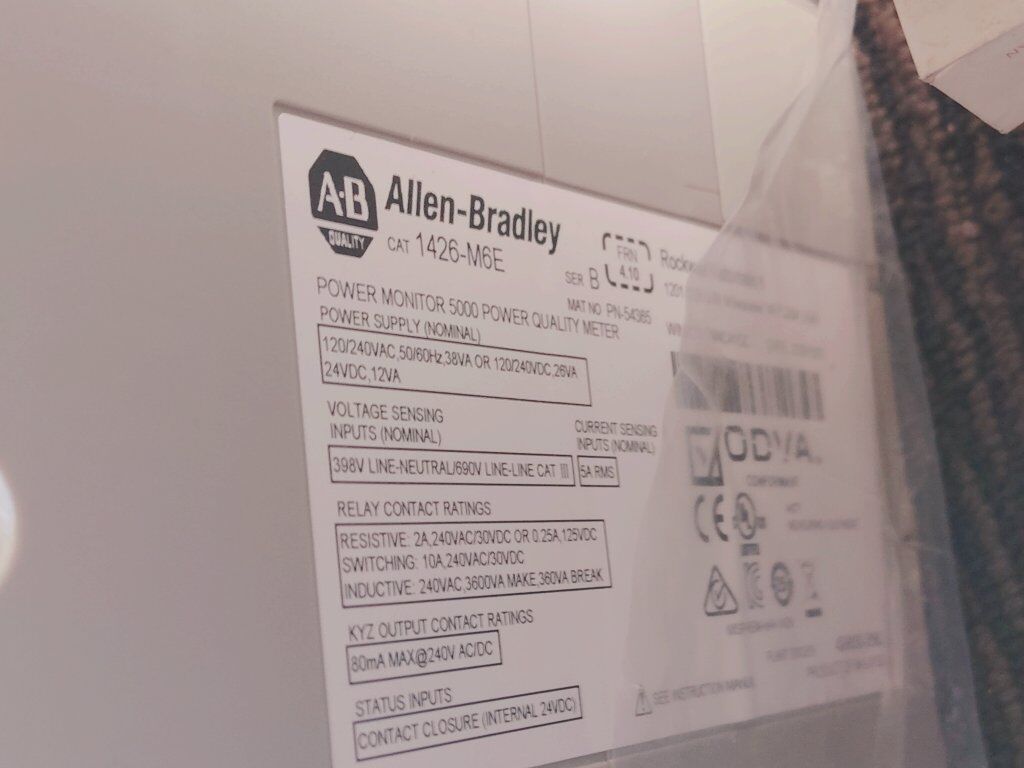 A-B
QUALITY
Allen-Bradley
CAT 1426-M6E
SER B
FRN
4.10
MAT NO PN-54365
POWER MONITOR 5000 POWER QUALITY METER
POWER SUPPLY (NOMINAL)
120/240VAC,50/60Hz,38VA OR 120/240VDC,26VA
24VDC,12VA
VOLTAGE SENSING
INPUTS (NOMINAL)
398V LINE-NEUTRAL/690V LINE-LINE CAT III
CURRENT SENSING
INPUTS (NOMINAL)
5A RMS
RELAY CONTACT RATINGS
RESISTIVE: 2A,240VAC/30VDC OR 0.25A,125VDC
SWITCHING: 10A,240VAC/30VDC
INDUCTIVE: 240VAC,3600VA MAKE,360VA BREAK
KYZ OUTPUT CONTACT RATINGS
80mA MAX@240V AC/DC
STATUS INPUTS
CONTACT CLOSURE (INTERNAL 24VDC)
ODVA
CONFORMANT
CE
SEE INSTRUCTION MANUAL